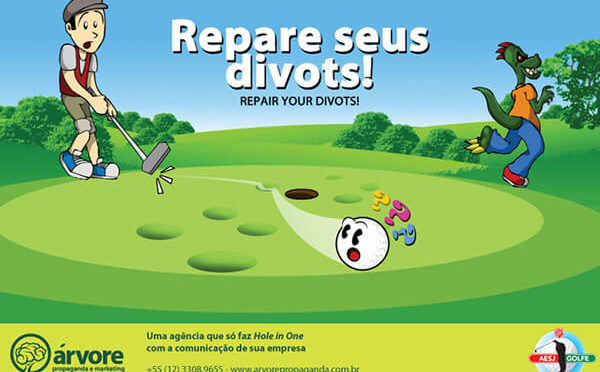 Repare seus
divots!
REPAIR YOUR DIVOTS!
???
árvore
propaganda e marketing
Uma agência que só faz Hole in One
com a comunicação de sua empresa
+55 (12) 3308.9655 - www.arvorepropaganda.com.br
AESJ GOLFE